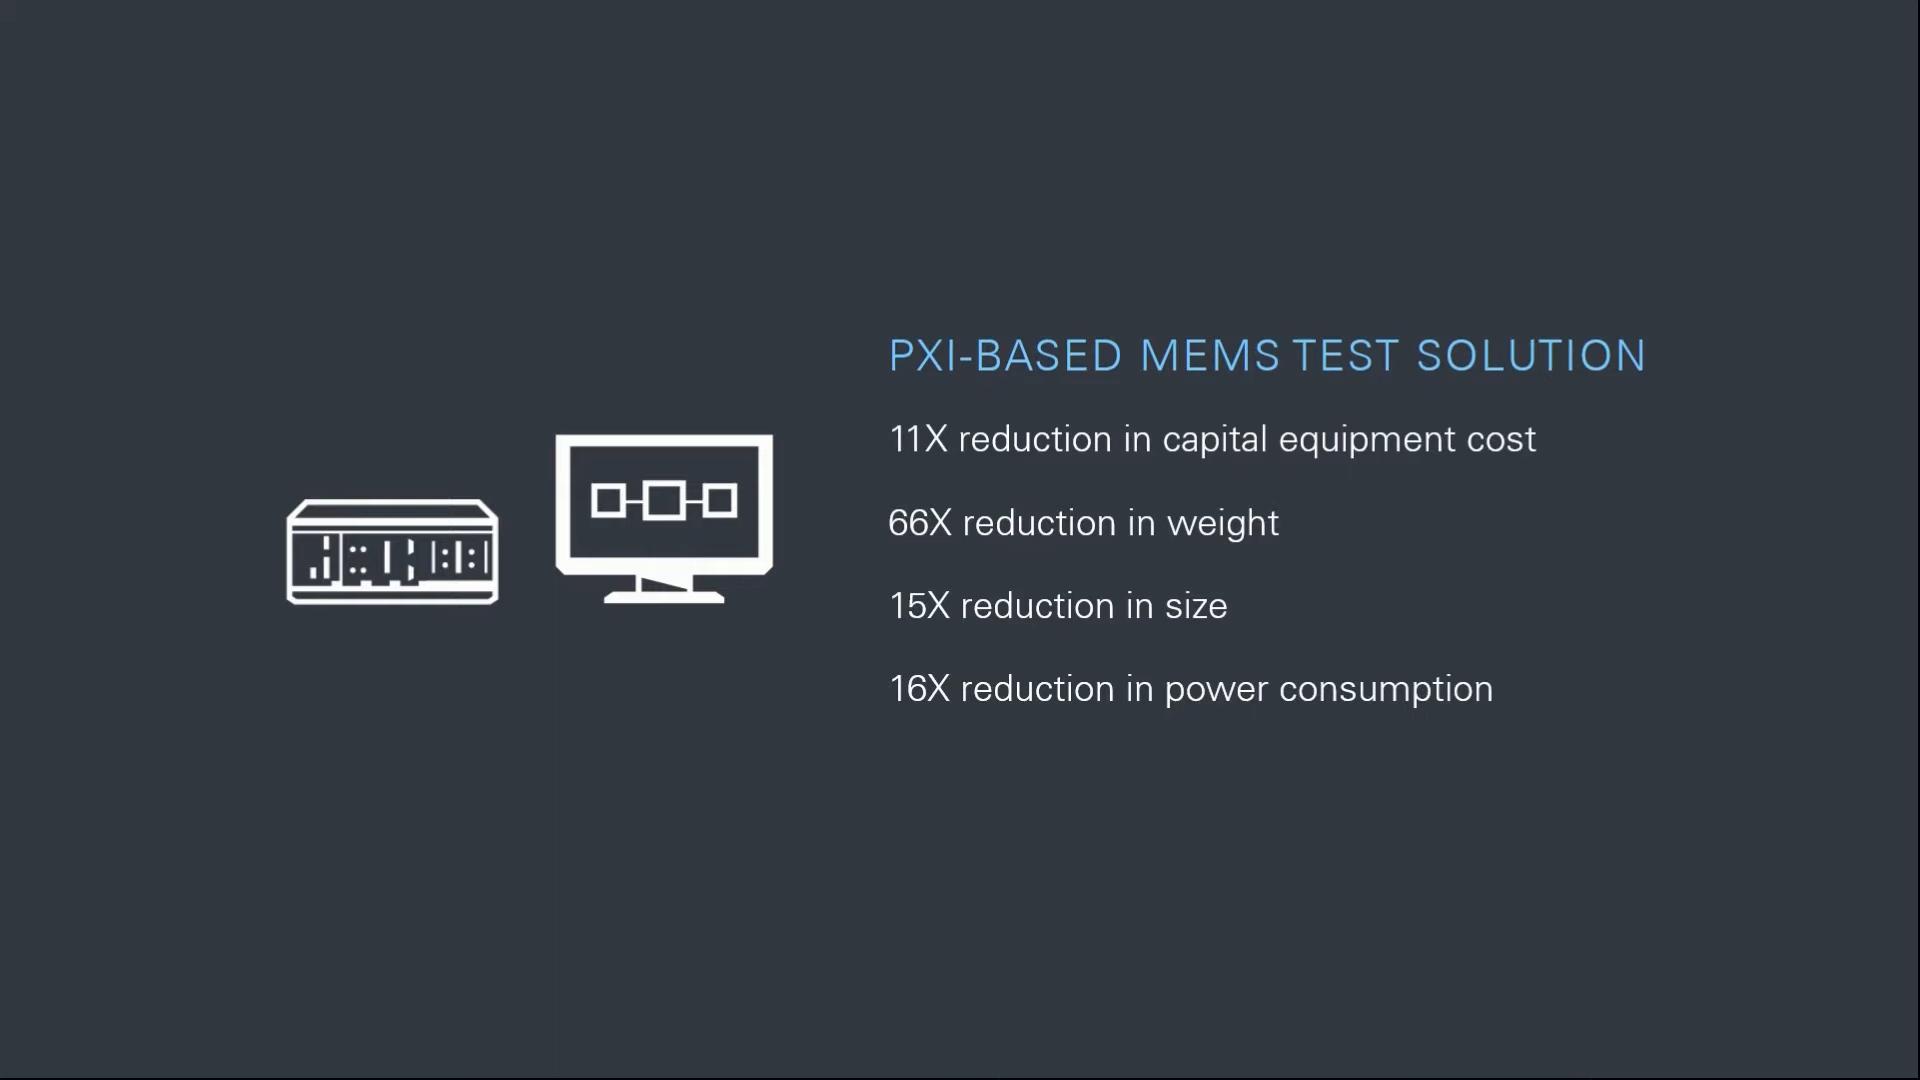 PXI-BASED MEMS TEST SOLUTION
11X reduction in capital equipment cost
66X reduction in weight
15X reduction in size
16X reduction in power consumption